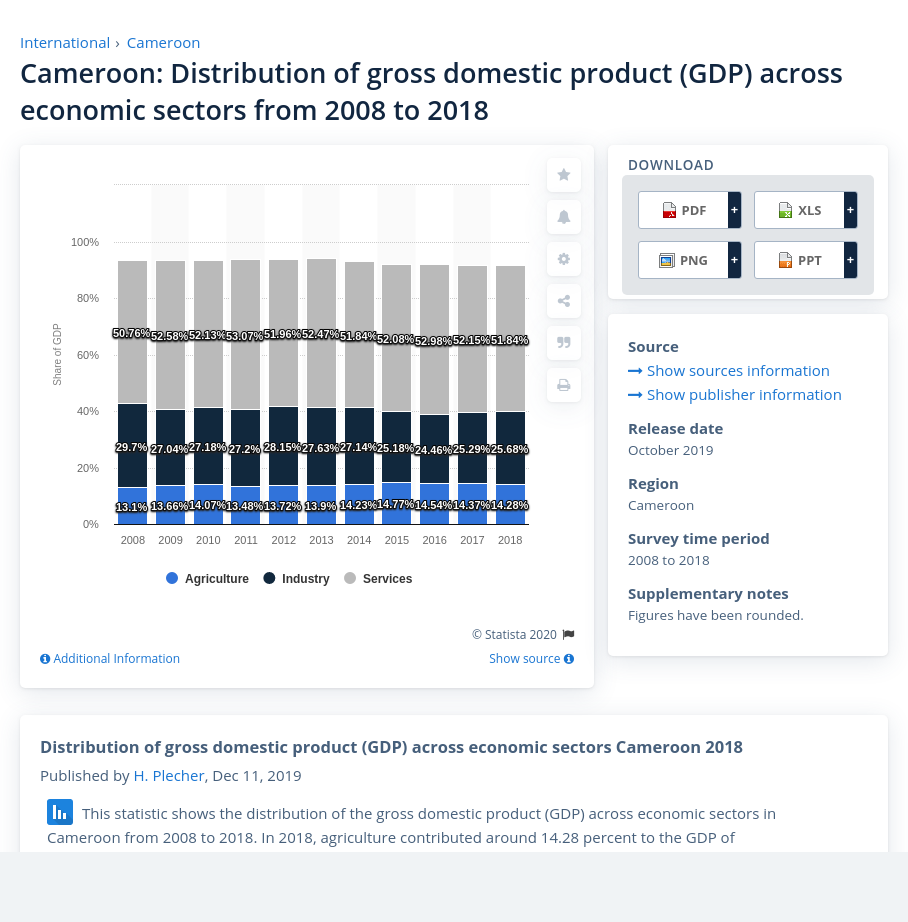 International › Cameroon
Cameroon: Distribution of gross domestic product (GDP) across
economic sectors from 2008 to 2018
Share of GDP
100%
80%
60%
40%
20%
0%
50.76% 52.58% 52.13% 53.07% 51.96% 52.47% 51.84% 52.08% 52.98% 52.15% 51.84%
29.7% 27.04% 27.18% 27.2% 28.15% 27.63% 27.14% 25.18% 24.46% 25.29% 25.68%
13.1% 13.66% 14.07% 13.48% 13.72% 13.9% 14.23% 14.77% 14.54% 14.37% 14.28%
2008 2009 2010 2011 2012 2013 2014 2015 2016 2017 2018
Agriculture Industry Services
© Statista 2020
Additional Information Show source
DOWNLOAD
PDF + XLS +
PNG + PPT +
Source
Show sources information
Show publisher information
Release date
October 2019
Region
Cameroon
Survey time period
2008 to 2018
Supplementary notes
Figures have been rounded.
Distribution of gross domestic product (GDP) across economic sectors Cameroon 2018
Published by H. Plecher, Dec 11, 2019
This statistic shows the distribution of the gross domestic product (GDP) across economic sectors in
Cameroon from 2008 to 2018. In 2018, agriculture contributed around 14.28 percent to the GDP of